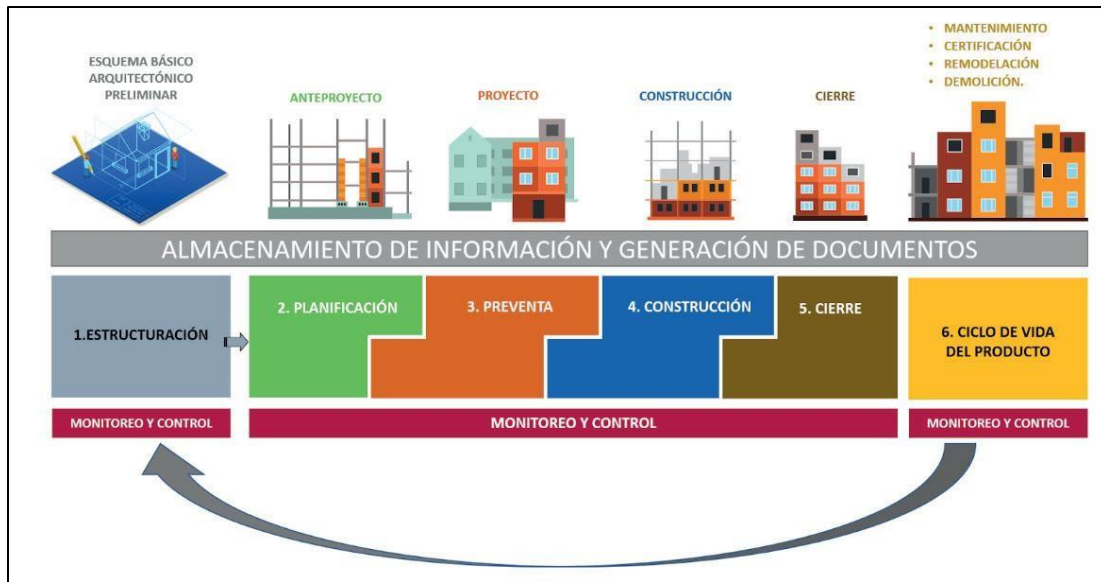 ESQUEMA BÁSICO
ARQUITECTÓNICO
PRELIMINAR
ANTEPROYECTO
PROYECTO
CONSTRUCCIÓN
CIERRE
• MANTENIMIENTO
• CERTIFICACIÓN
• REMODELACIÓN
• DEMOLICIÓN.
ALMACENAMIENTO DE INFORMACIÓN Y GENERACIÓN DE DOCUMENTOS
1.ESTRUCTURACIÓN
2. PLANIFICACIÓN
3. PREVENTA
4. CONSTRUCCIÓN
5. CIERRE
6. CICLO DE VIDA
DEL PRODUCTO
MONITOREO Y CONTROL
MONITOREO Y CONTROL
MONITOREO Y CONTROL